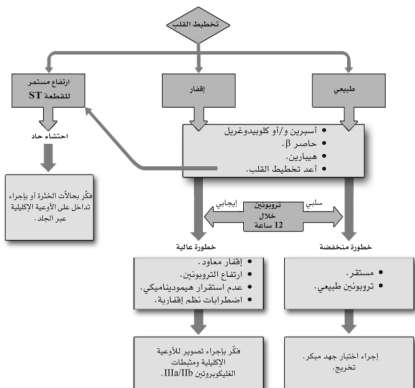 تخطيط القلب
طبيعي
إقفار
ارتفاع مستمر
للقطعة ST
احتشاء حاد
• أسبرين و/أو كلوبيدوغريل
• حاصر β.
• هيبارين.
• أعد تخطيط القلب.
فكّر بحالاّت الخثرة أو بإجراء
تداخل على الأوعية الإكليلية
عبر الجلد.
سلبي
تروبونين
خلال
12 ساعة
إيجابي
خطورة منخفضة
خطورة عالية
• مستقر.
• تروبونين طبيعي.
• إقفار معاود.
• ارتفاع التروبونين.
• عدم استقرار هيموديناميكي.
• اضطرابات نظم إقفارية.
إجراء اختبار جهد مبكر.
تخريج.
فكّر بإجراء تصوير للأوعية
الإكليلية ومثبطات
الغليكوبروتين IIIa/IIb.